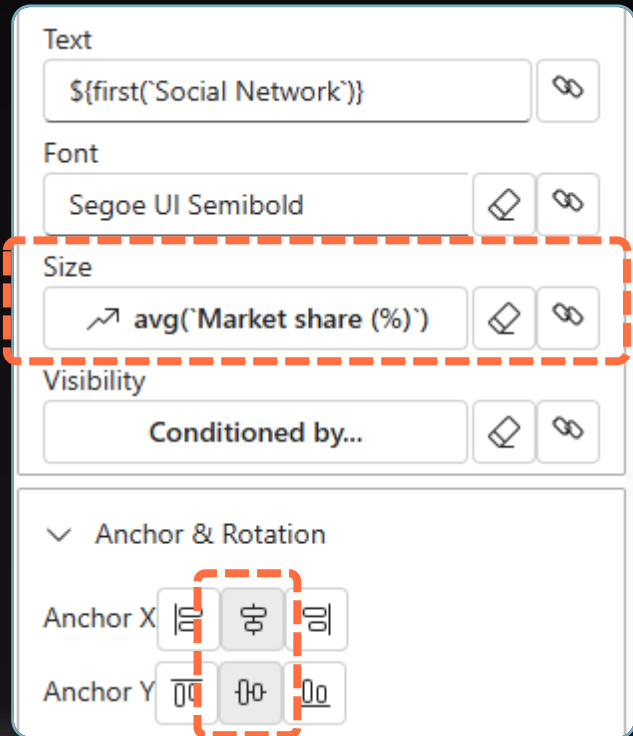 Text
${first(`Social Network`)}
Font
Segoe UI Semibold
Size
avg(`Market share (%)`)
Visibility
Conditioned by...
Anchor & Rotation
Anchor X
Anchor Y